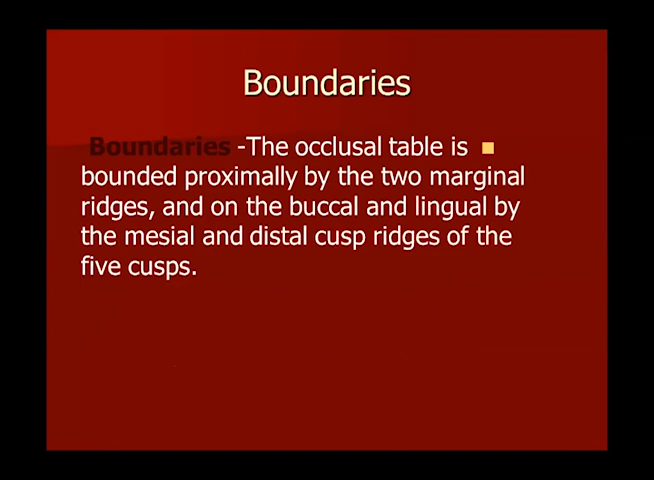 Boundaries
Boundaries -The occlusal table is
bounded proximally by the two marginal
ridges, and on the buccal and lingual by
the mesial and distal cusp ridges of the
five cusps.